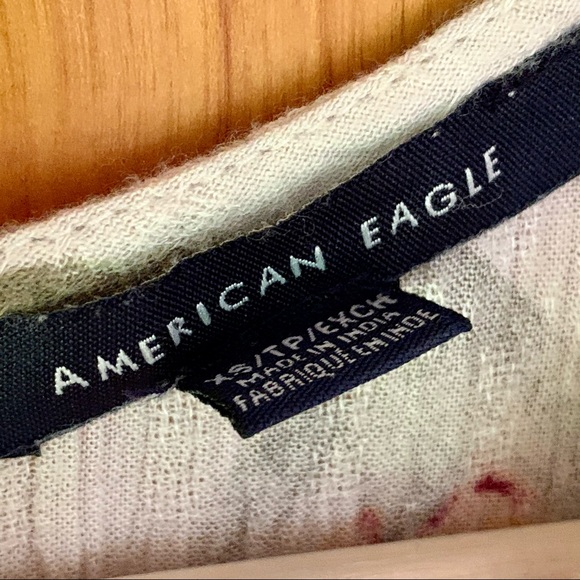 AMERICAN EAGLE
XS/TP/EXCH
MADE IN INDIA
FABRIQUE EN INDE